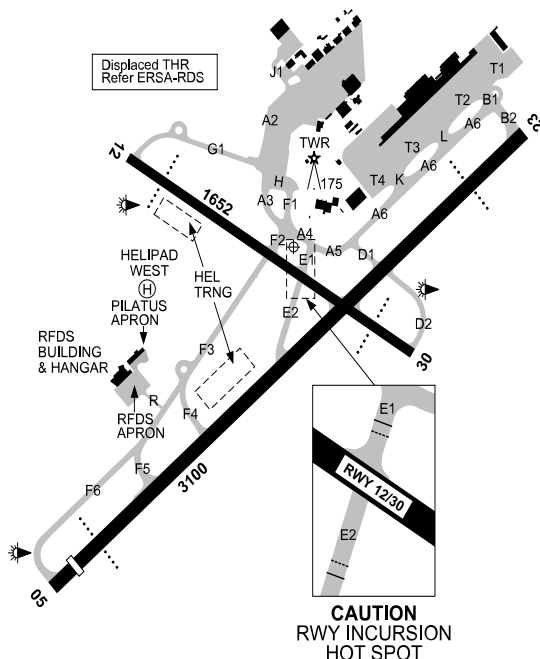 Displaced THR
Refer ERSA-RDS
J1
T1
A2
T2
B1
B2
A6
L
23
TWR
G1
T3
A6
12
H
175
T4
K
1652
A3
F1
A6
F2
A4
A5
D1
E1
HELIPAD
WEST
H
PILATUS
APRON
HEL
TRNG
E2
D2
RFDS
BUILDING
& HANGAR
F3
30
R
RFDS
APRON
F4
E1
F5
3100
RWY 12/30
F6
E2
05
CAUTION
RWY INCURSION
HOT SPOT